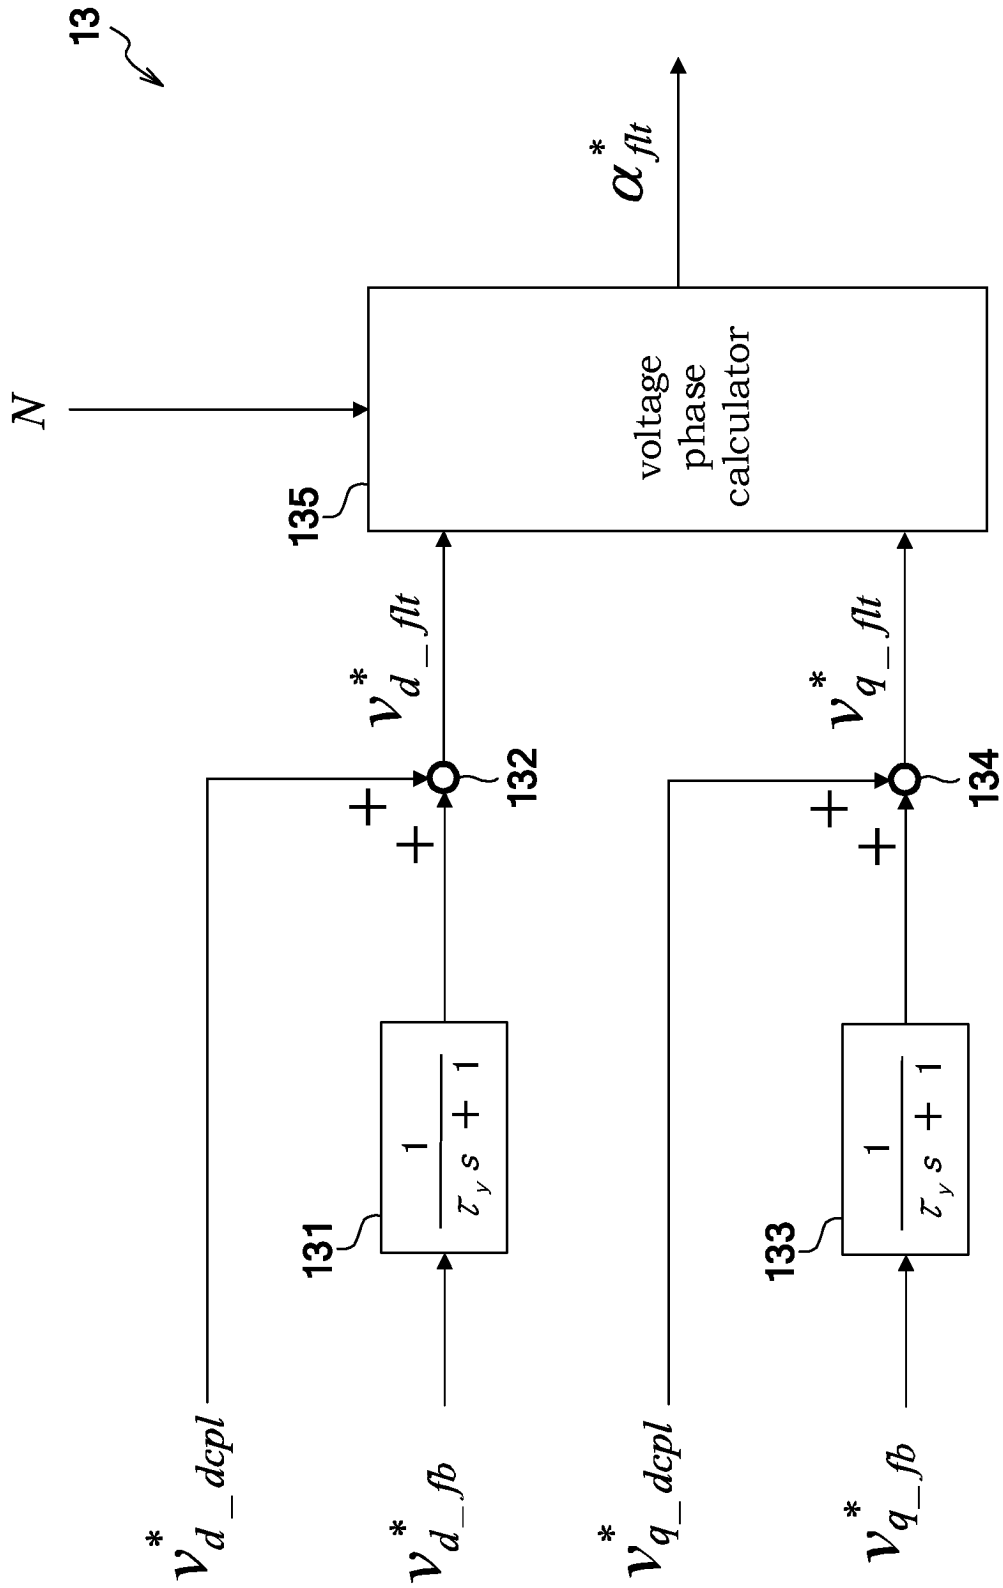 13
N
v*d_dcpl
v*d_fb
131
1
τy s + 1
+
+
132
v*d_flt
135
voltage
phase
calculator
α*flt
v*q_dcpl
v*q_fb
133
1
τy s + 1
+
+
134
v*q_flt